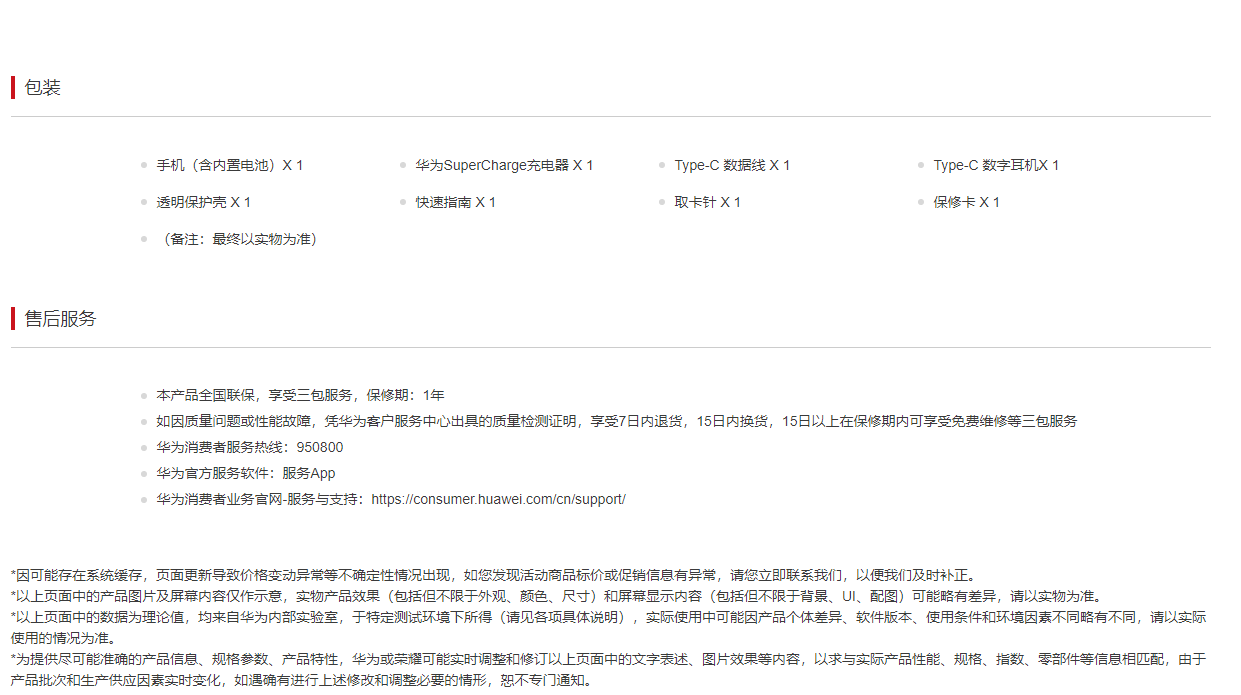 包装
手机（含内置电池）X 1 华为SuperCharge充电器 X 1 Type-C 数据线 X 1 Type-C 数字耳机X 1
透明保护壳 X 1 快速指南 X 1 取卡针 X 1 保修卡 X 1
（备注：最终以实物为准）
售后服务
本产品全国联保，享受三包服务，保修期：1年
如因质量问题或性能故障，凭华为客户服务中心出具的质量检测证明，享受7日内退货，15日内换货，15日以上在保修期内可享受免费维修等三包服务
华为消费者服务热线：950800
华为官方服务软件：服务App
华为消费者业务官网-服务与支持：https://consumer.huawei.com/cn/support/
*因可能存在系统缓存，页面更新导致价格变动异常等不确定性情况出现，如您发现活动商品标价或促销信息有异常，请您立即联系我们，以便我们及时补正。
*以上页面中的产品图片及屏幕内容仅作示意，实物产品效果（包括但不限于外观、颜色、尺寸）和屏幕显示内容（包括但不限于背景、UI、配图）可能略有差异，请以实物为准。
*以上页面中的数据为理论值，均来自华为内部实验室，于特定测试环境下所得（请见各项具体说明），实际使用中可能因产品个体差异、软件版本、使用条件和环境因素不同略有不同，请以实际
使用的情况为准。
*为提供尽可能准确的产品信息、规格参数、产品特性，华为或荣耀可能实时调整和修订以上页面中的文字表述、图片效果等内容，以求与实际产品性能、规格、指数、零部件等信息相匹配，由于
产品批次和生产供应因素实时变化，如遇确有进行上述修改和调整必要的情形，恕不专门通知。